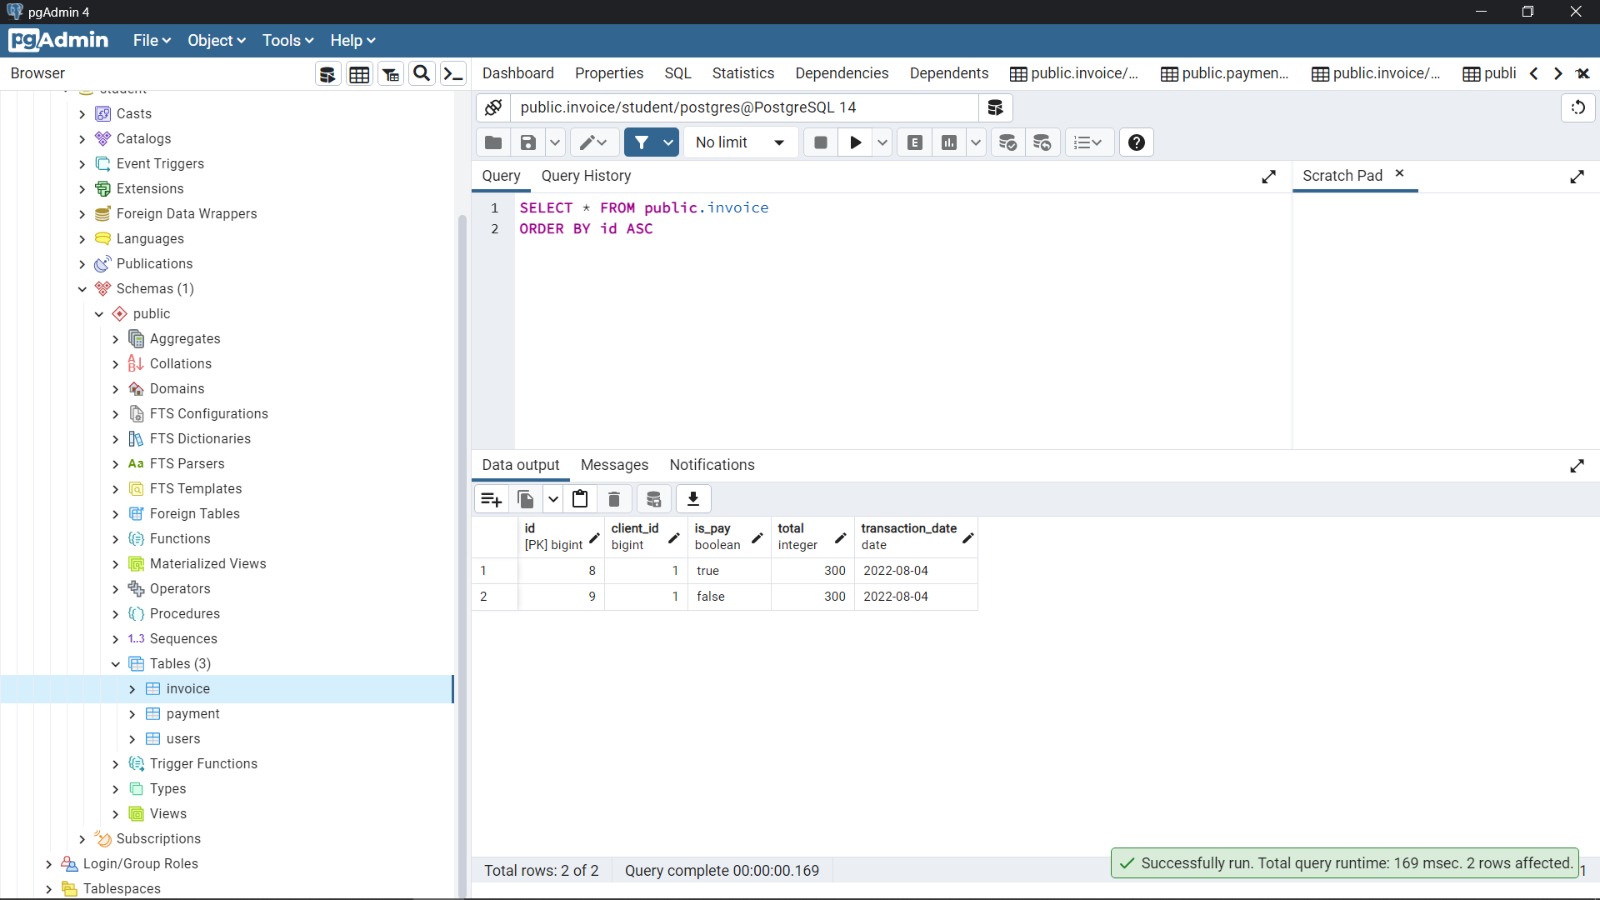 pgAdmin 4
pgAdmin File Object Tools Help
Browser
Dashboard Properties SQL Statistics Dependencies Dependents public.invoice/... public.paymen... public.invoice/... publi
Casts
Catalogs
Event Triggers
Extensions
Foreign Data Wrappers
Languages
Publications
Schemas (1)
public
Aggregates
Collations
Domains
FTS Configurations
FTS Dictionaries
Aa FTS Parsers
FTS Templates
Foreign Tables
Functions
Materialized Views
Operators
Procedures
1..3 Sequences
Tables (3)
invoice
payment
users
Trigger Functions
Types
Views
Subscriptions
Login/Group Roles
Tablespaces
public.invoice/student/postgres@PostgreSQL 14
No limit E
Query Query History
Scratch Pad
1 SELECT * FROM public.invoice
2 ORDER BY id ASC
Data output Messages Notifications
id client_id is_pay total transaction_date
[PK] bigint bigint boolean integer date
1 8 1 true 300 2022-08-04
2 9 1 false 300 2022-08-04
Total rows: 2 of 2 Query complete 00:00:00.169
Successfully run. Total query runtime: 169 msec. 2 rows affected.